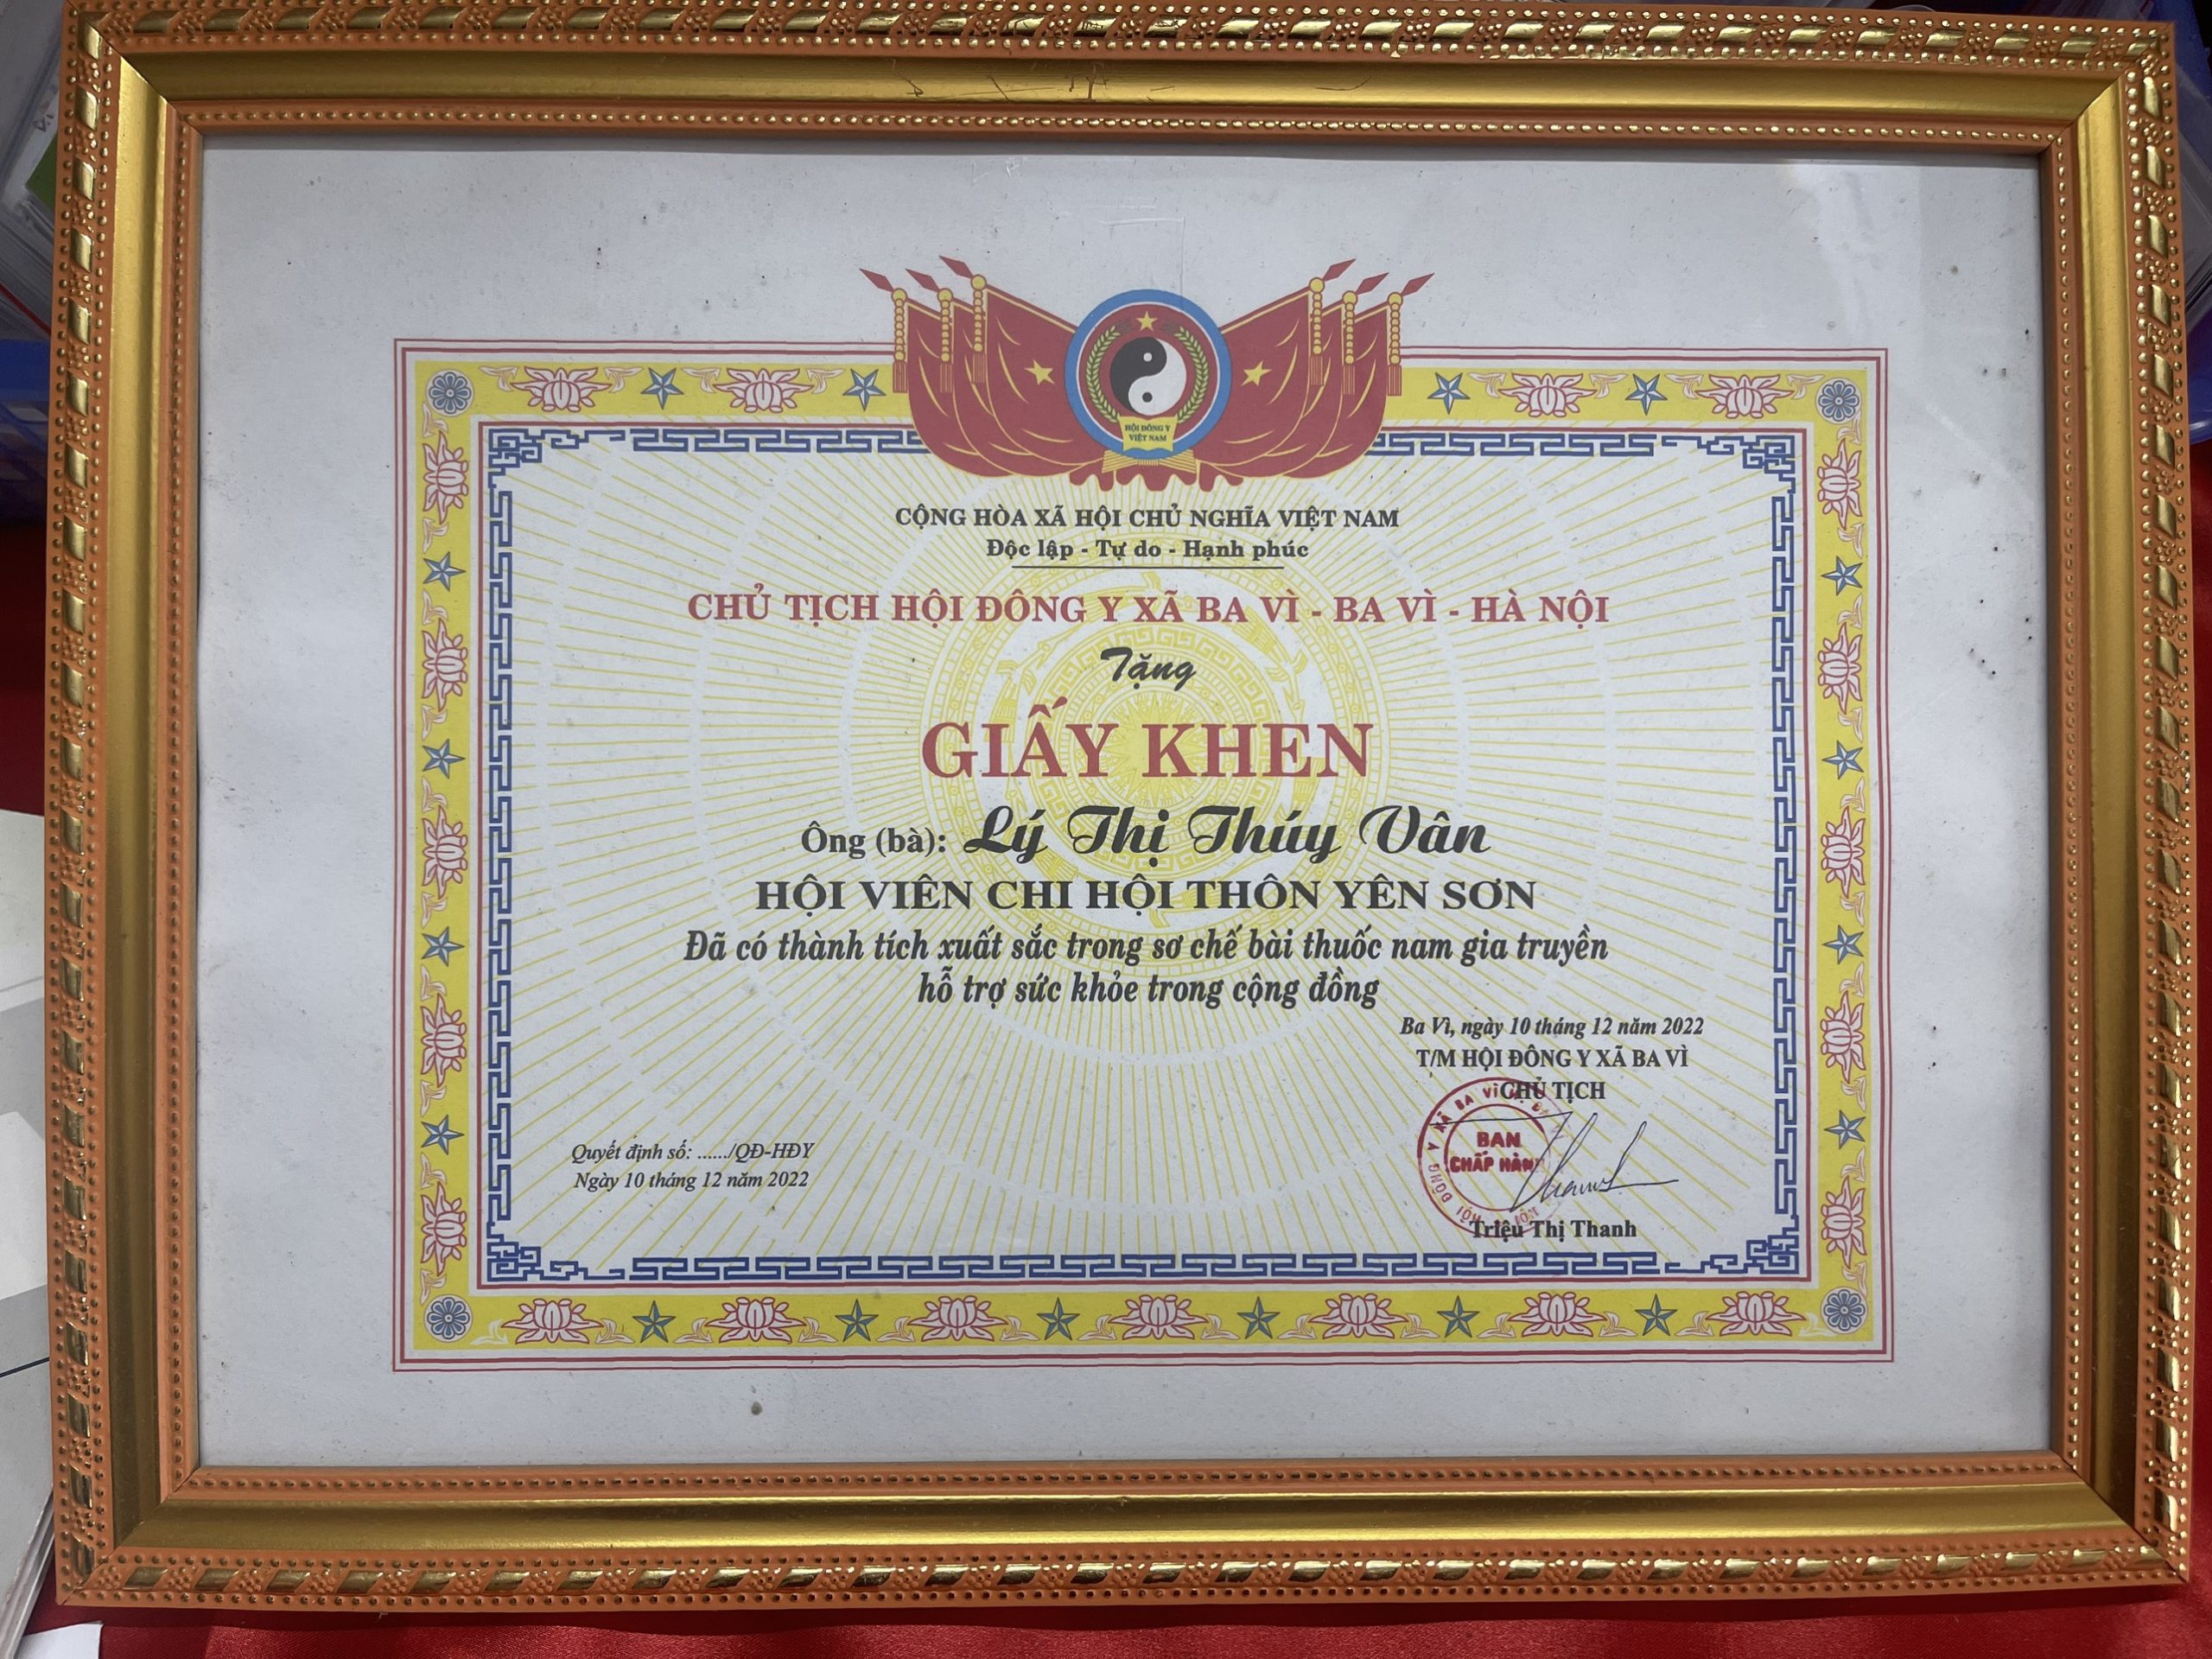 HỘI ĐÔNG Y
VIỆT NAM
CỘNG HÒA XÃ HỘI CHỦ NGHĨA VIỆT NAM
Độc lập - Tự do - Hạnh phúc
CHỦ TỊCH HỘI ĐÔNG Y XÃ BA VÌ - BA VÌ - HÀ NỘI
Tặng
GIẤY KHEN
Ông (bà): Lý Thị Thúy Vân
HỘI VIÊN CHI HỘI THÔN YÊN SƠN
Đã có thành tích xuất sắc trong sơ chế bài thuốc nam gia truyền
hỗ trợ sức khỏe trong cộng đồng
Ba Vì, ngày 10 tháng 12 năm 2022
T/M HỘI ĐÔNG Y XÃ BA VÌ
CHỦ TỊCH
HỘI ĐÔNG Y XÃ BA VÌ
BAN
CHẤP HÀNH
Triệu Thị Thanh
Quyết định số: ....../QĐ-HĐY
Ngày 10 tháng 12 năm 2022